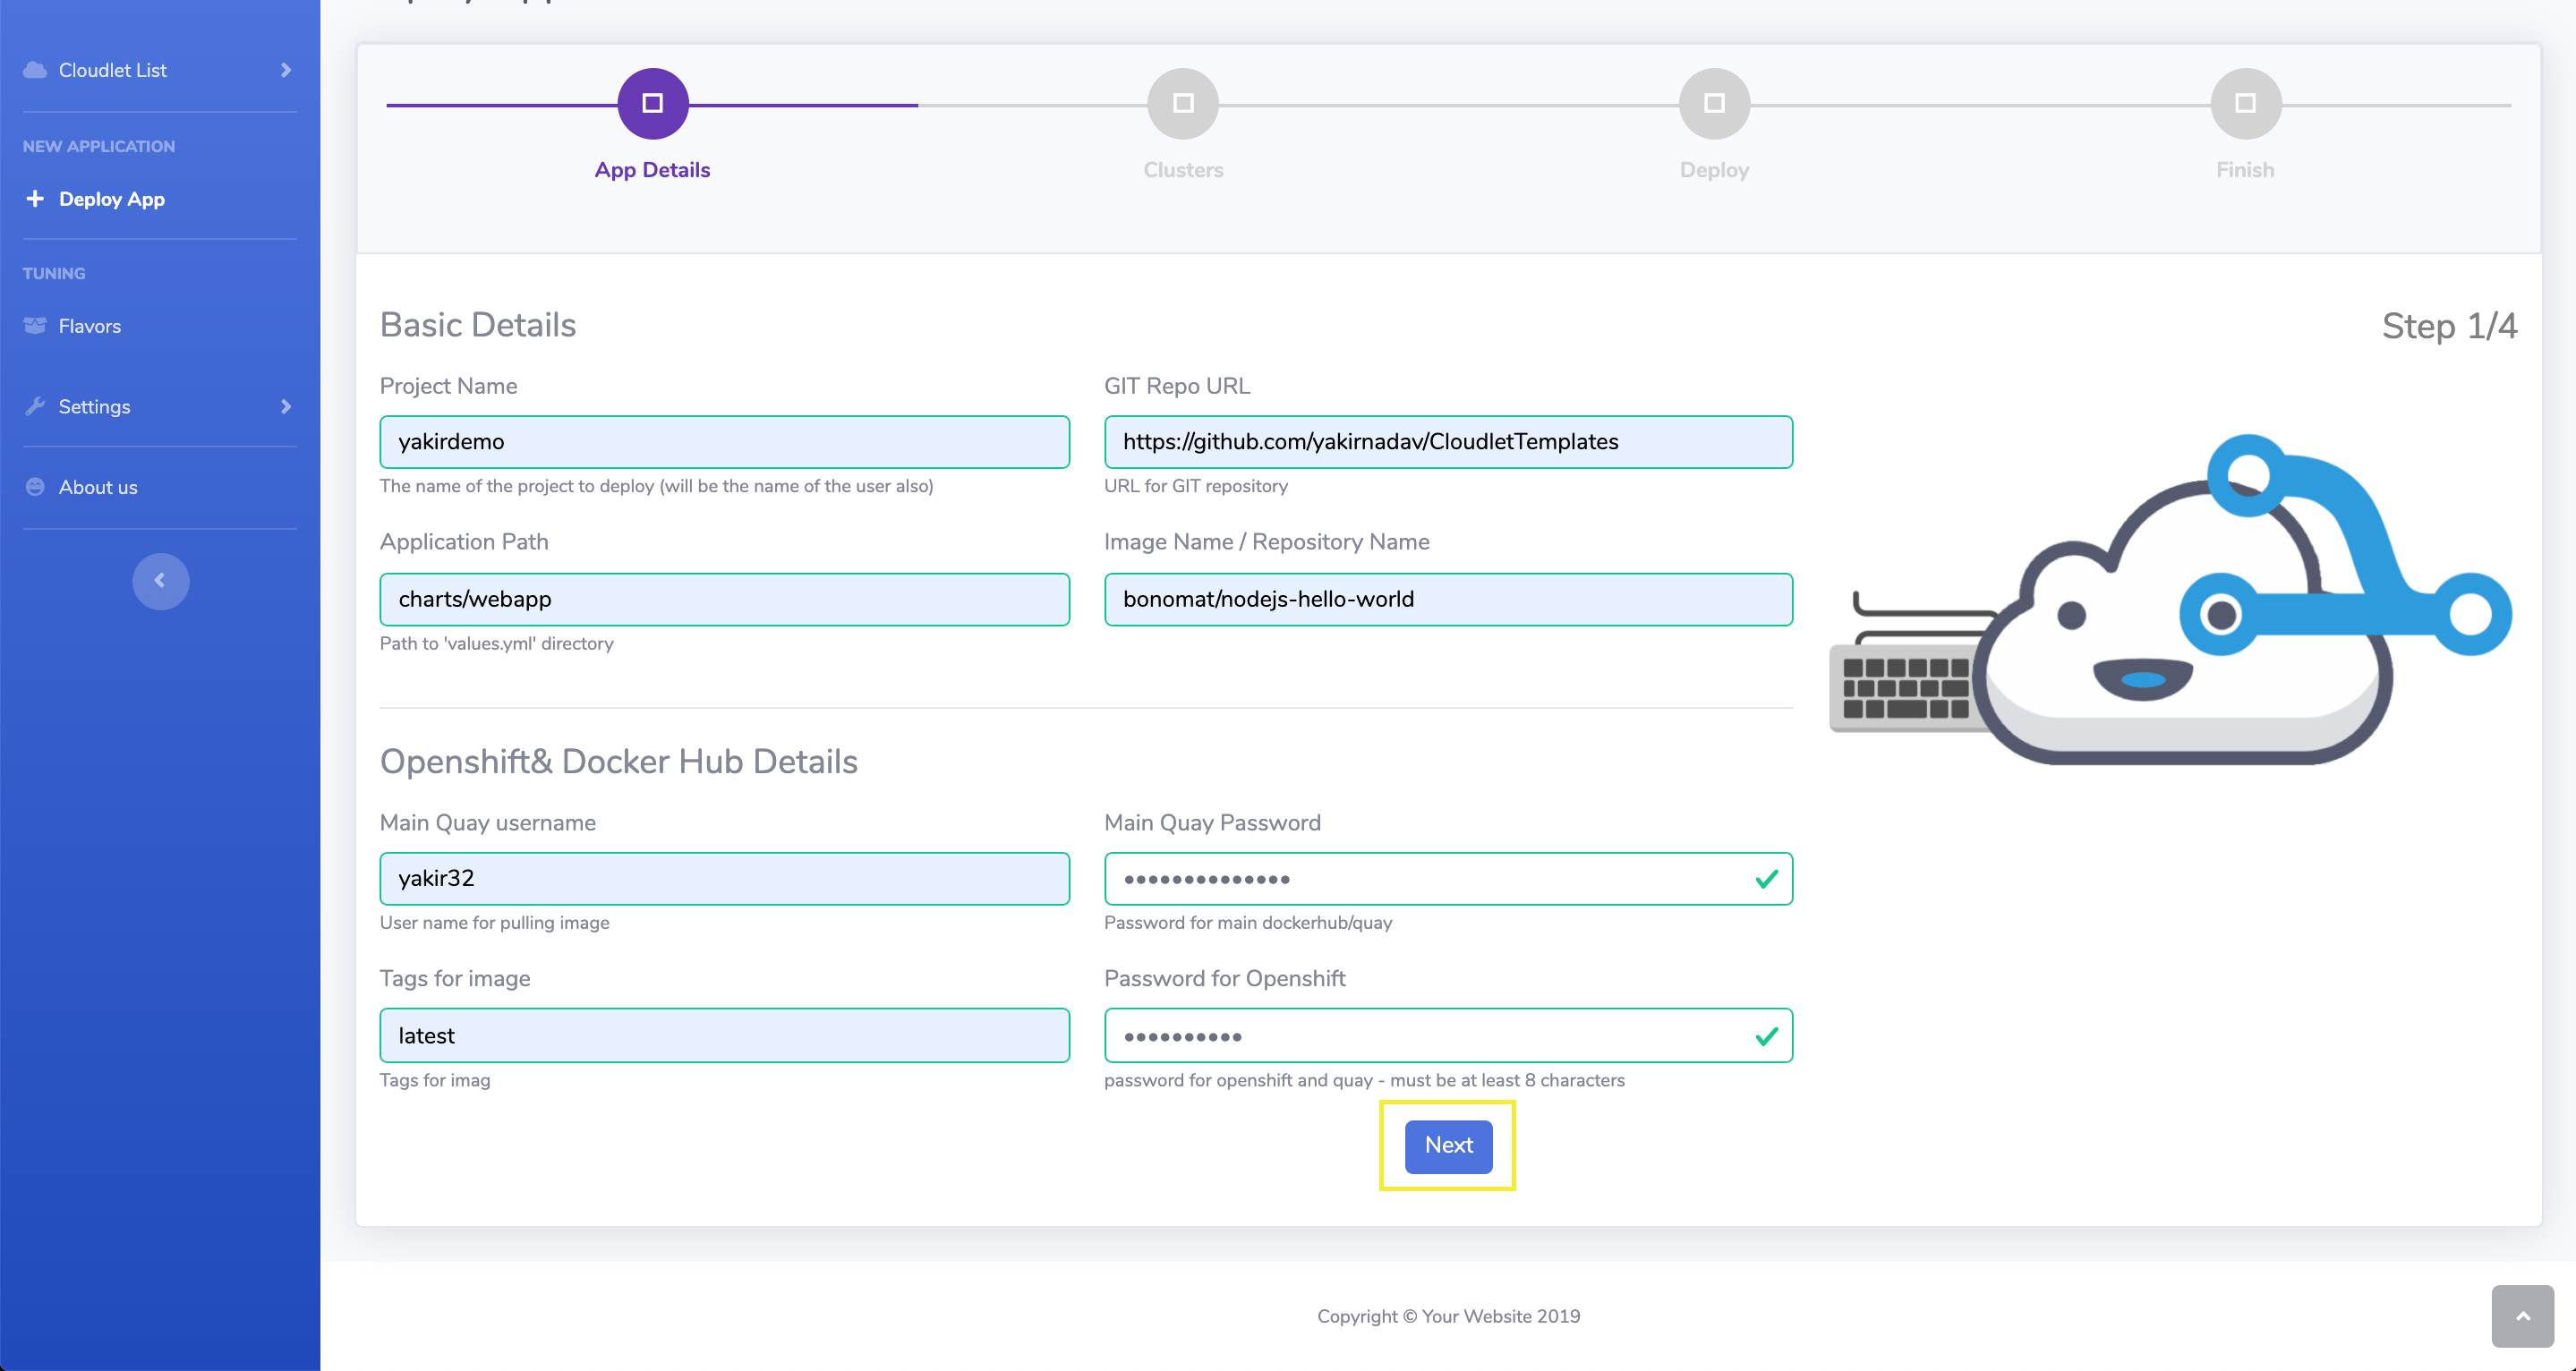 Cloudlet List
NEW APPLICATION
Deploy App
TUNING
Flavors
Settings
About us
App Details
Clusters
Deploy
Finish
Basic Details
Step 1/4
Project Name
GIT Repo URL
yakirdemo
https://github.com/yakirnadav/CloudletTemplates
The name of the project to deploy (will be the name of the user also)
URL for GIT repository
Application Path
Image Name / Repository Name
charts/webapp
bonomat/nodejs-hello-world
Path to 'values.yml' directory
Openshift& Docker Hub Details
Main Quay username
Main Quay Password
yakir32
••••••••••••••
User name for pulling image
Password for main dockerhub/quay
Tags for image
Password for Openshift
latest
••••••••••
Tags for imag
password for openshift and quay - must be at least 8 characters
Next
Copyright © Your Website 2019